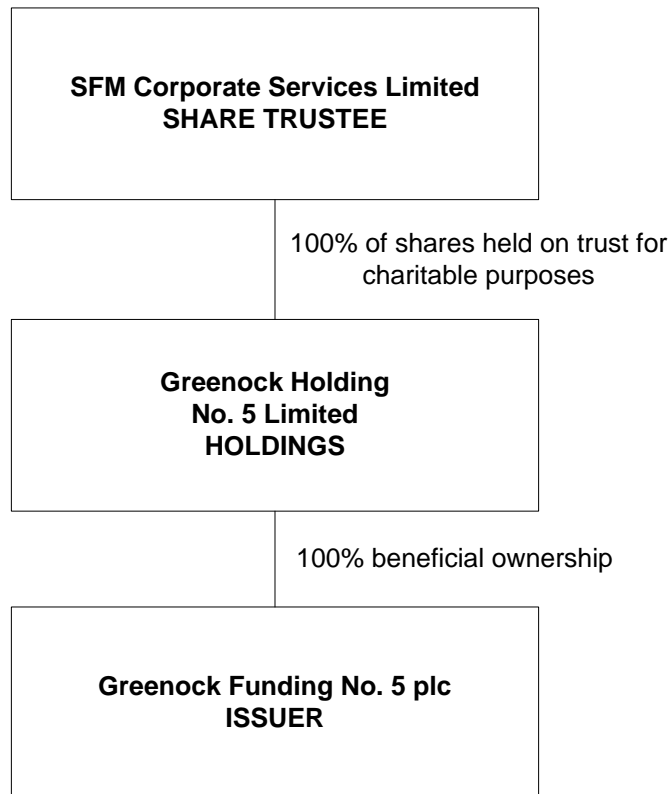 SFM Corporate Services Limited
SHARE TRUSTEE
100% of shares held on trust for
charitable purposes
Greenock Holding
No. 5 Limited
HOLDINGS
100% beneficial ownership
Greenock Funding No. 5 plc
ISSUER